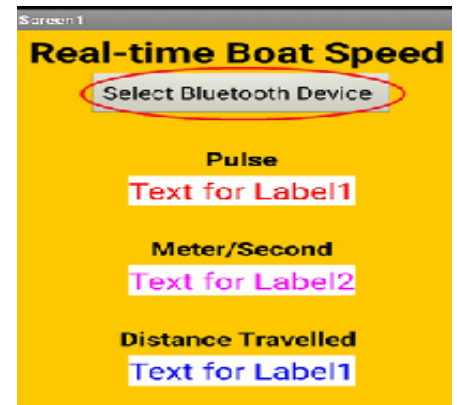 Screen1
Real-time Boat Speed
Select Bluetooth Device
Pulse
Text for Label1
Meter/Second
Text for Label2
Distance Travelled
Text for Label1